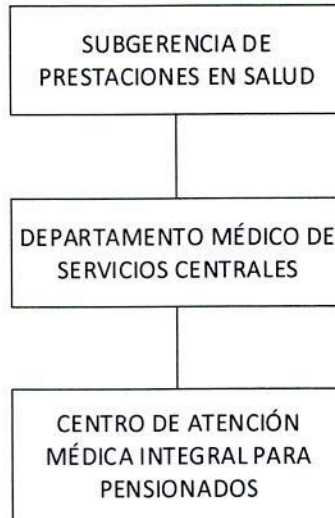 SUBGERENCIA DE
PRESTACIONES EN SALUD
DEPARTAMENTO MÉDICO DE
SERVICIOS CENTRALES
CENTRO DE ATENCIÓN
MÉDICA INTEGRAL PARA
PENSIONADOS